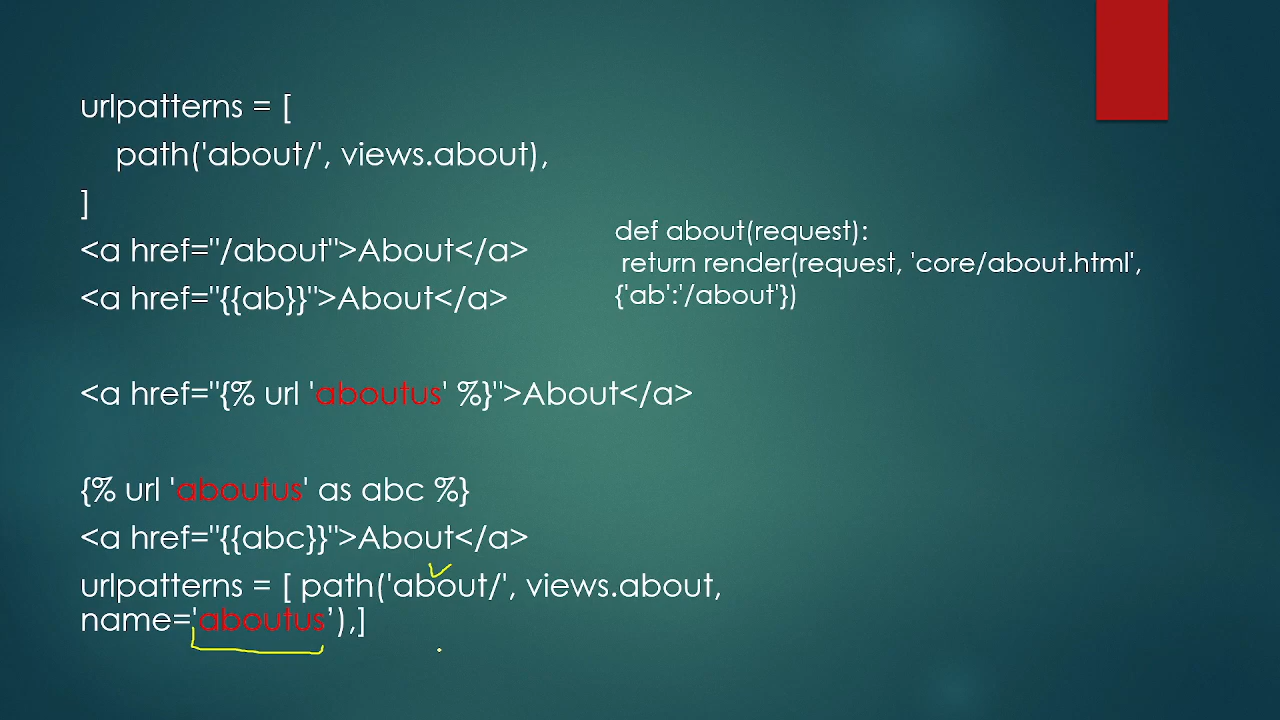 urlpatterns = [
path('about/', views.about),
]
<a href="/about">About</a>
<a href="{{ab}}">About</a>
def about(request):
return render(request, 'core/about.html',
{'ab':'/about'})
<a href="{% url 'aboutus' %}">About</a>
{% url 'aboutus' as abc %}
<a href="{{abc}}">About</a>
urlpatterns = [ path('about/', views.about,
name='aboutus’),]